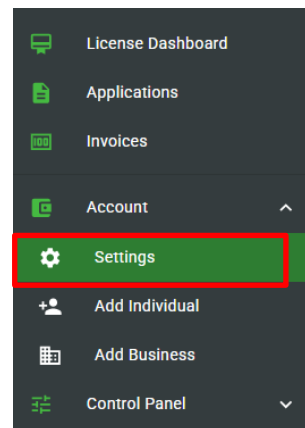 License Dashboard
Applications
Invoices
Account
Settings
Add Individual
Add Business
Control Panel